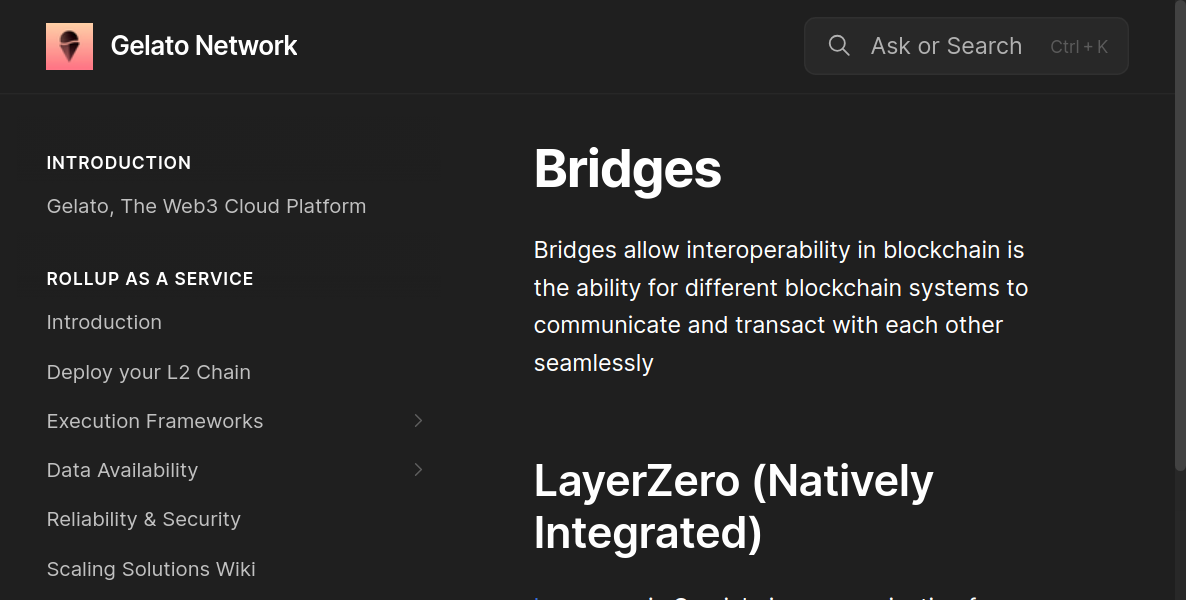 Gelato Network
Ask or Search Ctrl + K
INTRODUCTION
Gelato, The Web3 Cloud Platform
ROLLUP AS A SERVICE
Introduction
Deploy your L2 Chain
Execution Frameworks
Data Availability
Reliability & Security
Scaling Solutions Wiki
Bridges
Bridges allow interoperability in blockchain is
the ability for different blockchain systems to
communicate and transact with each other
seamlessly
LayerZero (Natively
Integrated)